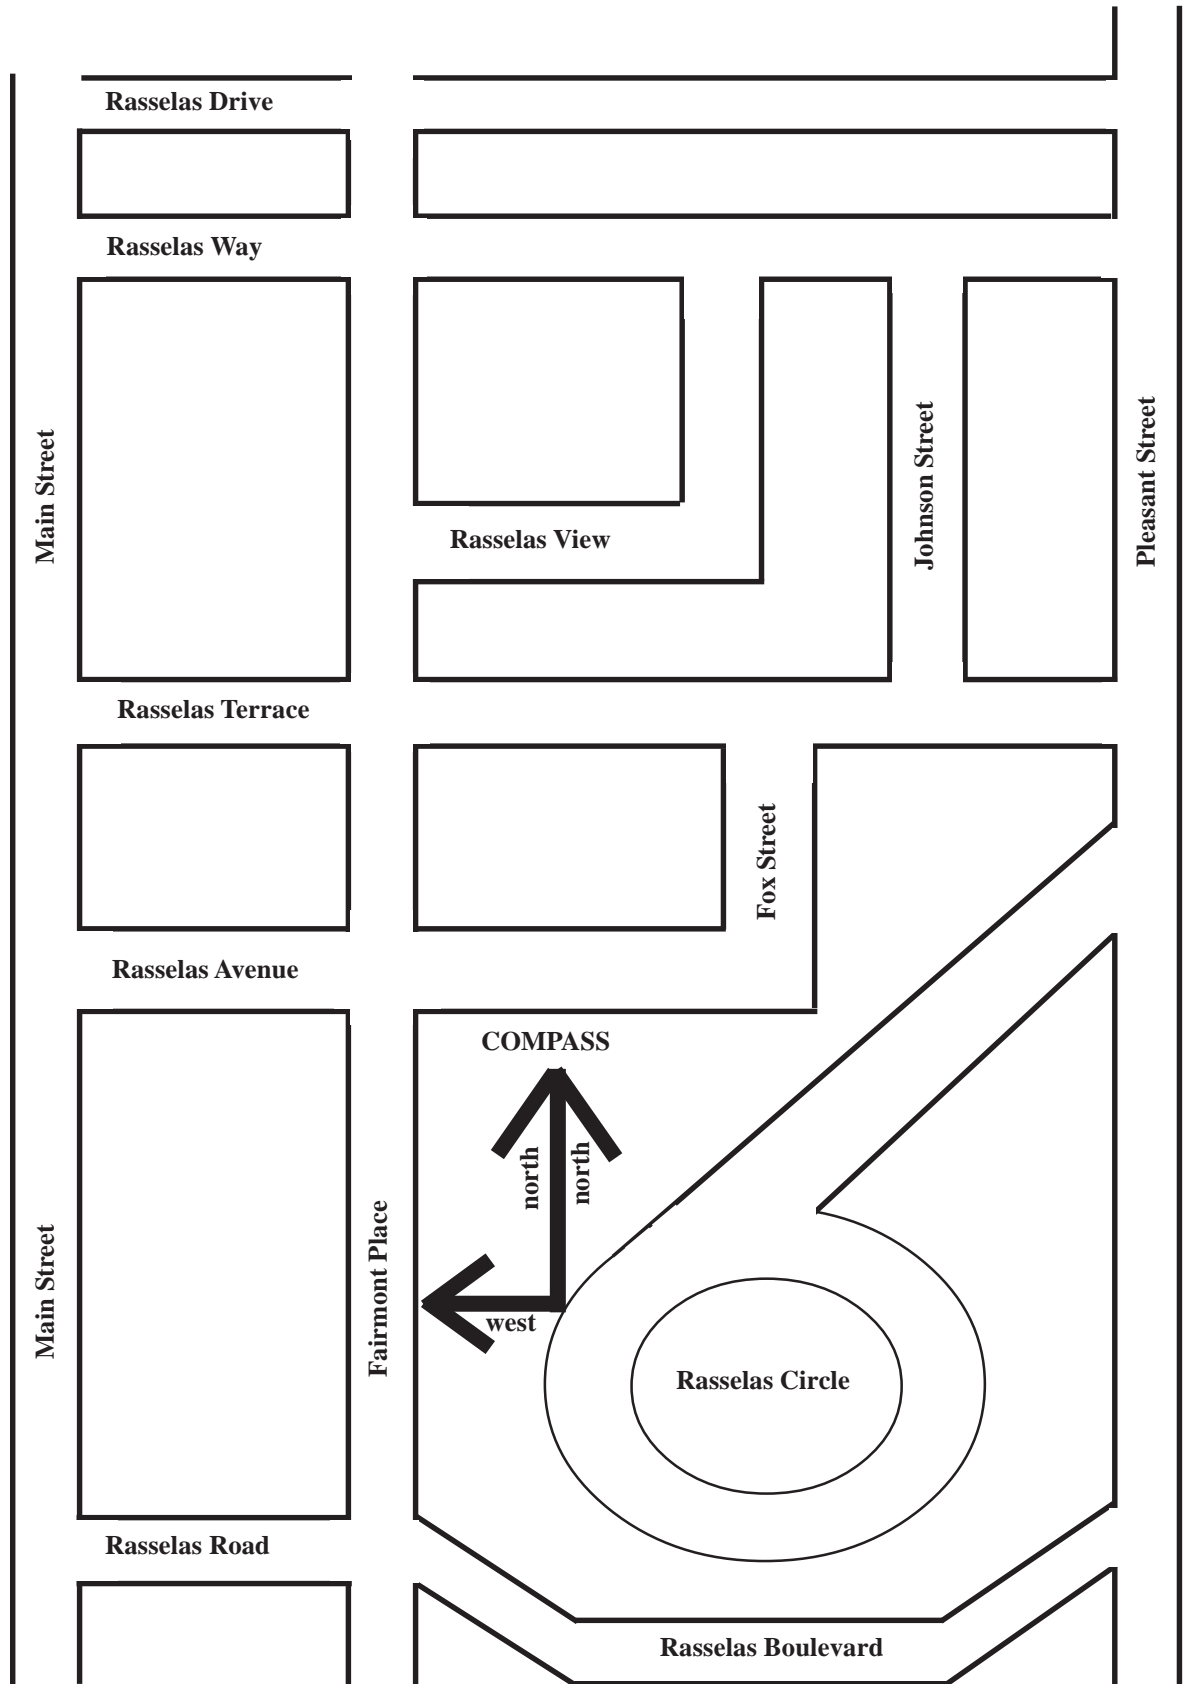 Rasselas Drive
Rasselas Way
Main Street
Johnson Street
Pleasant Street
Rasselas View
Rasselas Terrace
Fox Street
Rasselas Avenue
COMPASS
north
north
west
Main Street
Fairmont Place
Rasselas Circle
Rasselas Road
Rasselas Boulevard